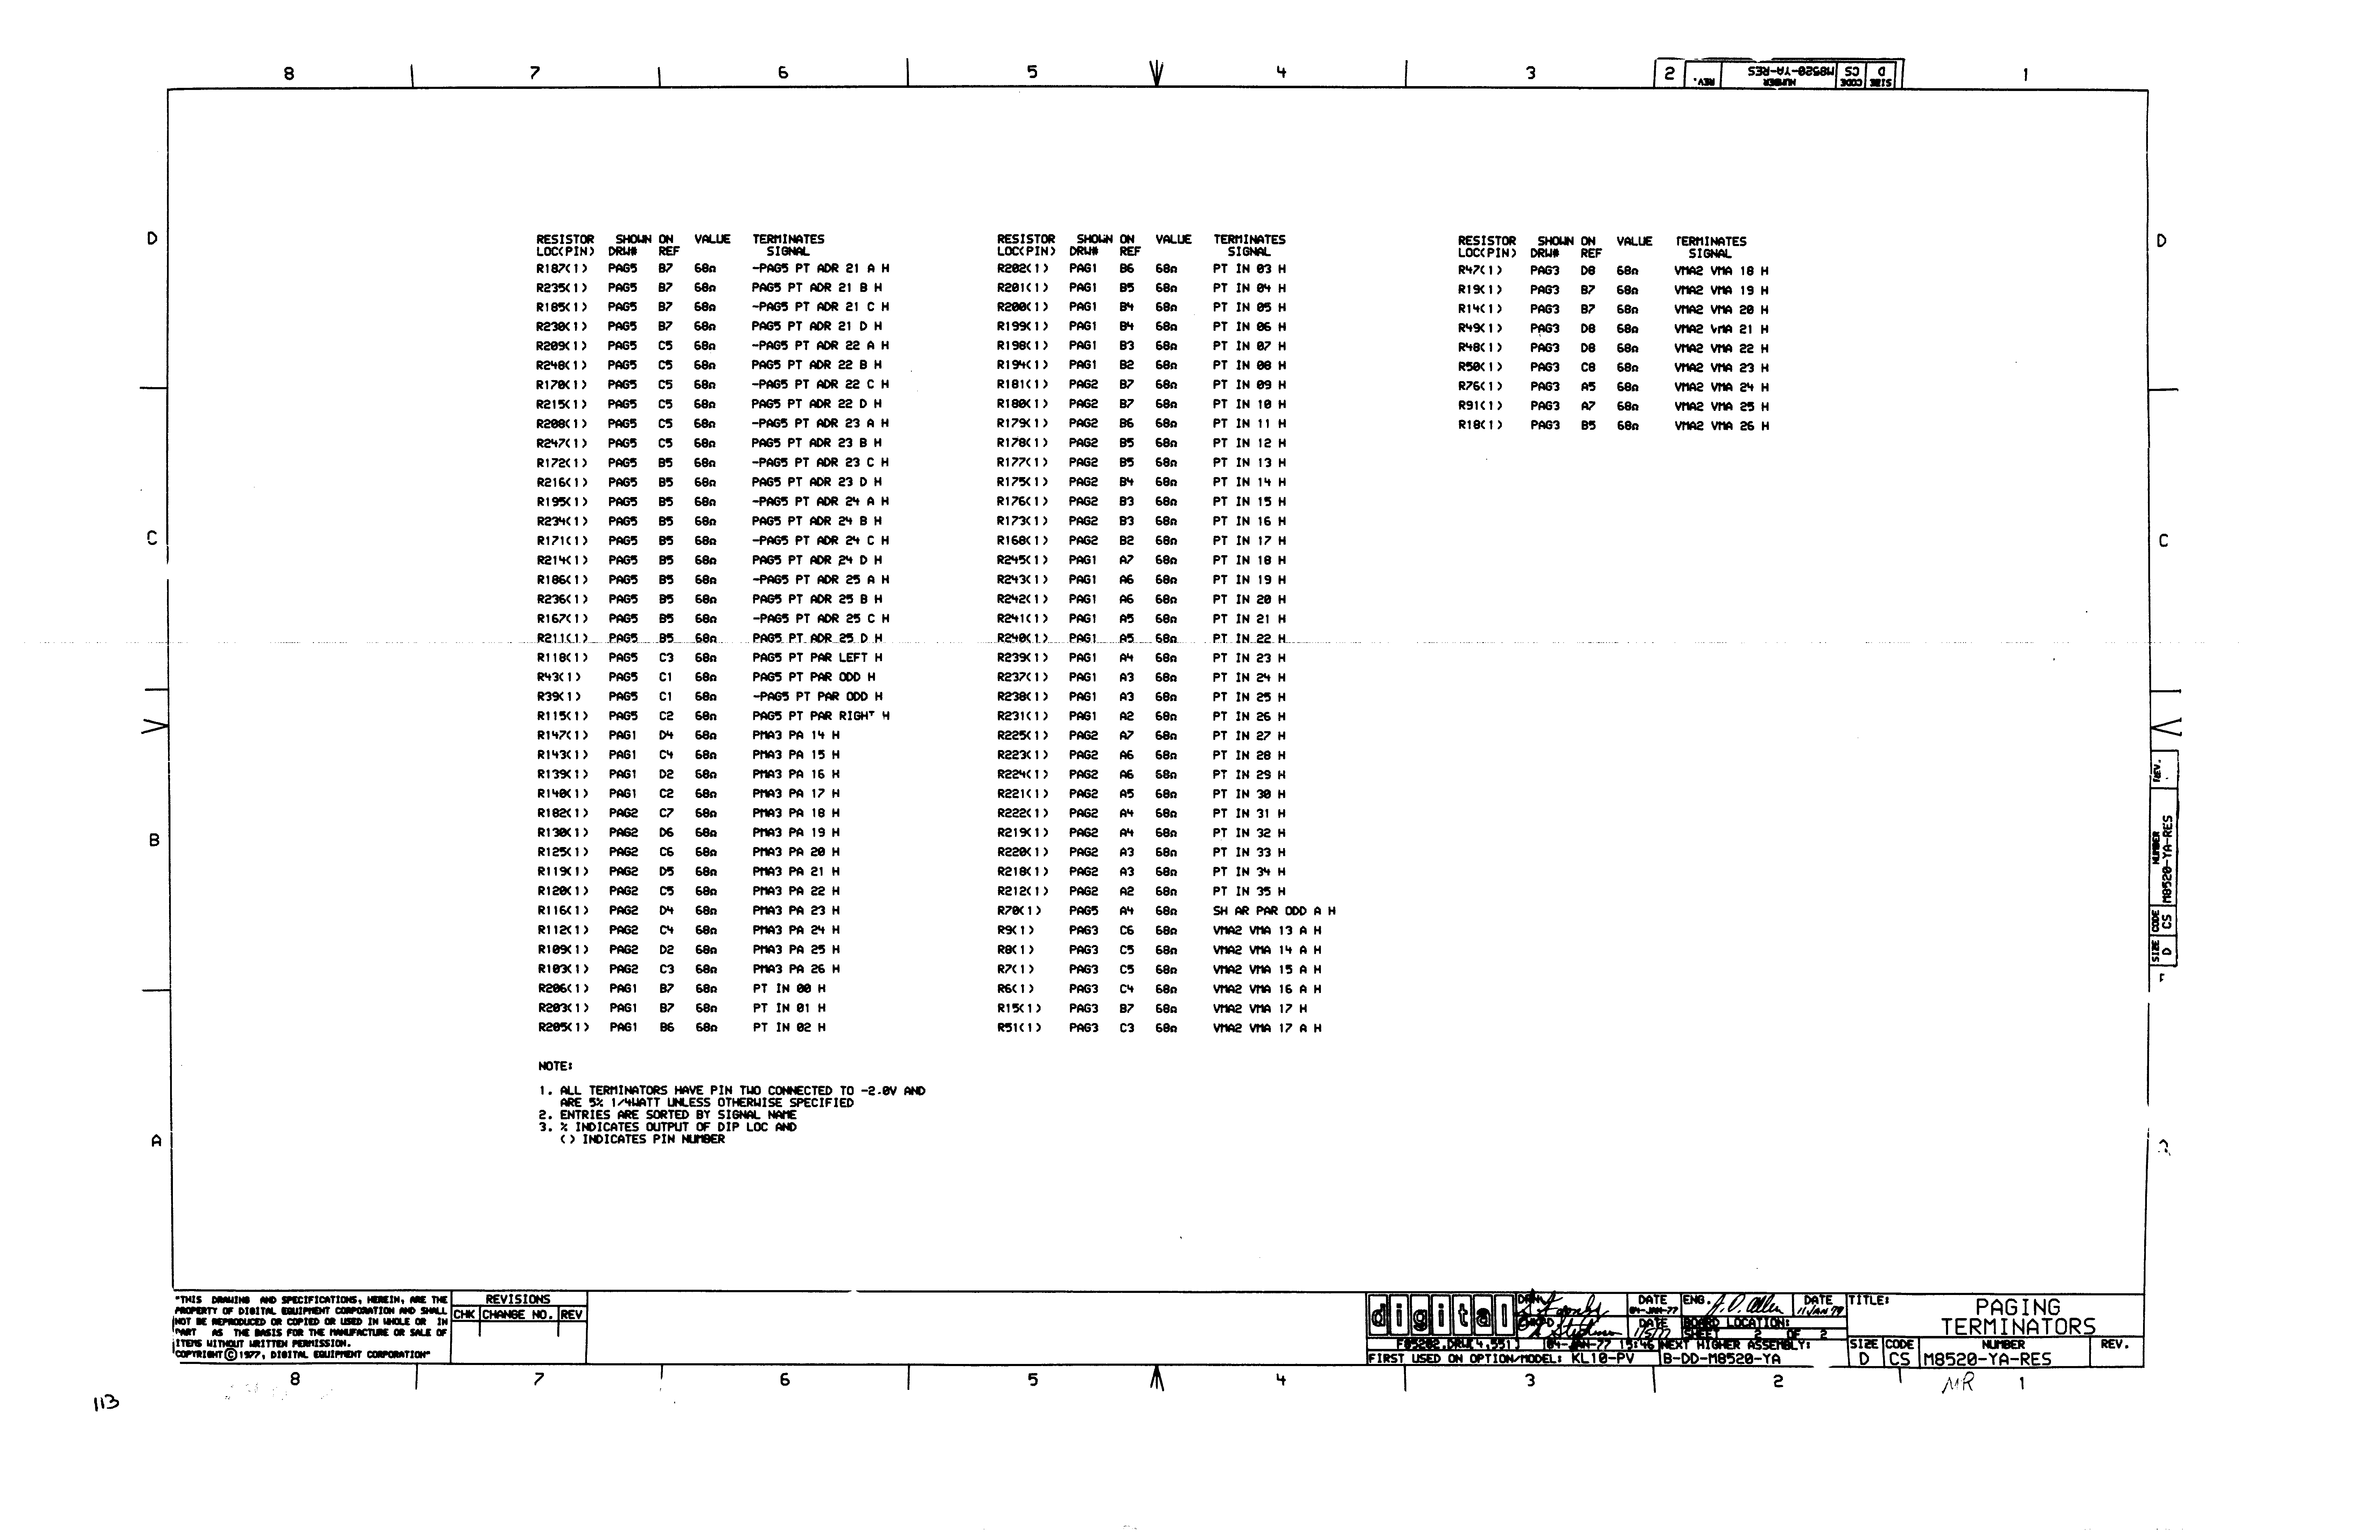 8 7 6 5 4 3 2 1
SIZE CODE NUMBER REV.
D CS M8520-YA-RES
D
C
B
A
RESISTOR SHOWN ON VALUE TERMINATES
LOC(PIN) DRW# REF SIGNAL
R187(1) PAG5 B7 68Ω -PAG5 PT ADR 21 A H
R235(1) PAG5 B7 68Ω PAG5 PT ADR 21 B H
R185(1) PAG5 B7 68Ω -PAG5 PT ADR 21 C H
R230(1) PAG5 B7 68Ω PAG5 PT ADR 21 D H
R209(1) PAG5 C5 68Ω -PAG5 PT ADR 22 A H
R248(1) PAG5 C5 68Ω PAG5 PT ADR 22 B H
R170(1) PAG5 C5 68Ω -PAG5 PT ADR 22 C H
R215(1) PAG5 C5 68Ω PAG5 PT ADR 22 D H
R208(1) PAG5 C5 68Ω -PAG5 PT ADR 23 A H
R247(1) PAG5 C5 68Ω PAG5 PT ADR 23 B H
R172(1) PAG5 B5 68Ω -PAG5 PT ADR 23 C H
R216(1) PAG5 B5 68Ω PAG5 PT ADR 23 D H
R195(1) PAG5 B5 68Ω -PAG5 PT ADR 24 A H
R234(1) PAG5 B5 68Ω PAG5 PT ADR 24 B H
R171(1) PAG5 B5 68Ω -PAG5 PT ADR 24 C H
R214(1) PAG5 B5 68Ω PAG5 PT ADR 24 D H
R186(1) PAG5 B5 68Ω -PAG5 PT ADR 25 A H
R236(1) PAG5 B5 68Ω PAG5 PT ADR 25 B H
R167(1) PAG5 B5 68Ω -PAG5 PT ADR 25 C H
R211(1) PAG5 B5 68Ω PAG5 PT ADR 25 D H
R118(1) PAG5 C3 68Ω PAG5 PT PAR LEFT H
R43(1) PAG5 C1 68Ω PAG5 PT PAR ODD H
R39(1) PAG5 C1 68Ω -PAG5 PT PAR ODD H
R115(1) PAG5 C2 68Ω PAG5 PT PAR RIGHT H
R147(1) PAG1 D4 68Ω PMA3 PA 14 H
R143(1) PAG1 C4 68Ω PMA3 PA 15 H
R139(1) PAG1 D2 68Ω PMA3 PA 16 H
R140(1) PAG1 C2 68Ω PMA3 PA 17 H
R182(1) PAG2 C7 68Ω PMA3 PA 18 H
R130(1) PAG2 D6 68Ω PMA3 PA 19 H
R125(1) PAG2 C6 68Ω PMA3 PA 20 H
R119(1) PAG2 D5 68Ω PMA3 PA 21 H
R120(1) PAG2 C5 68Ω PMA3 PA 22 H
R116(1) PAG2 D4 68Ω PMA3 PA 23 H
R112(1) PAG2 C4 68Ω PMA3 PA 24 H
R109(1) PAG2 D2 68Ω PMA3 PA 25 H
R103(1) PAG2 C3 68Ω PMA3 PA 26 H
R206(1) PAG1 B7 68Ω PT IN 00 H
R203(1) PAG1 B7 68Ω PT IN 01 H
R205(1) PAG1 B6 68Ω PT IN 02 H
RESISTOR SHOWN ON VALUE TERMINATES
LOC(PIN) DRW# REF SIGNAL
R202(1) PAG1 B6 68Ω PT IN 03 H
R201(1) PAG1 B5 68Ω PT IN 04 H
R200(1) PAG1 B4 68Ω PT IN 05 H
R199(1) PAG1 B4 68Ω PT IN 06 H
R198(1) PAG1 B3 68Ω PT IN 07 H
R194(1) PAG1 B2 68Ω PT IN 08 H
R181(1) PAG2 B7 68Ω PT IN 09 H
R180(1) PAG2 B7 68Ω PT IN 10 H
R179(1) PAG2 B6 68Ω PT IN 11 H
R178(1) PAG2 B5 68Ω PT IN 12 H
R177(1) PAG2 B5 68Ω PT IN 13 H
R175(1) PAG2 B4 68Ω PT IN 14 H
R176(1) PAG2 B3 68Ω PT IN 15 H
R173(1) PAG2 B3 68Ω PT IN 16 H
R168(1) PAG2 B2 68Ω PT IN 17 H
R245(1) PAG1 A7 68Ω PT IN 18 H
R243(1) PAG1 A6 68Ω PT IN 19 H
R242(1) PAG1 A6 68Ω PT IN 20 H
R241(1) PAG1 A5 68Ω PT IN 21 H
R240(1) PAG1 A5 68Ω PT IN 22 H
R239(1) PAG1 A4 68Ω PT IN 23 H
R237(1) PAG1 A3 68Ω PT IN 24 H
R238(1) PAG1 A3 68Ω PT IN 25 H
R231(1) PAG1 A2 68Ω PT IN 26 H
R225(1) PAG2 A7 68Ω PT IN 27 H
R223(1) PAG2 A6 68Ω PT IN 28 H
R224(1) PAG2 A6 68Ω PT IN 29 H
R221(1) PAG2 A5 68Ω PT IN 30 H
R222(1) PAG2 A4 68Ω PT IN 31 H
R219(1) PAG2 A4 68Ω PT IN 32 H
R220(1) PAG2 A3 68Ω PT IN 33 H
R218(1) PAG2 A3 68Ω PT IN 34 H
R212(1) PAG2 A2 68Ω PT IN 35 H
R70(1) PAG5 A4 68Ω SH AR PAR ODD A H
R9(1) PAG3 C6 68Ω VMA2 VMA 13 A H
R8(1) PAG3 C5 68Ω VMA2 VMA 14 A H
R7(1) PAG3 C5 68Ω VMA2 VMA 15 A H
R6(1) PAG3 C4 68Ω VMA2 VMA 16 A H
R15(1) PAG3 B7 68Ω VMA2 VMA 17 H
R51(1) PAG3 C3 68Ω VMA2 VMA 17 A H
RESISTOR SHOWN ON VALUE TERMINATES
LOC(PIN) DRW# REF SIGNAL
R47(1) PAG3 D8 68Ω VMA2 VMA 18 H
R19(1) PAG3 B7 68Ω VMA2 VMA 19 H
R14(1) PAG3 B7 68Ω VMA2 VMA 20 H
R49(1) PAG3 D8 68Ω VMA2 VMA 21 H
R48(1) PAG3 D8 68Ω VMA2 VMA 22 H
R50(1) PAG3 C8 68Ω VMA2 VMA 23 H
R76(1) PAG3 A5 68Ω VMA2 VMA 24 H
R91(1) PAG3 A7 68Ω VMA2 VMA 25 H
R18(1) PAG3 B5 68Ω VMA2 VMA 26 H
NOTE:
1. ALL TERMINATORS HAVE PIN TWO CONNECTED TO -2.0V AND
ARE 5% 1/4WATT UNLESS OTHERWISE SPECIFIED
2. ENTRIES ARE SORTED BY SIGNAL NAME
3. % INDICATES OUTPUT OF DIP LOC AND
() INDICATES PIN NUMBER
D
C
SIZE CODE NUMBER REV.
D CS M8520-YA-RES
"THIS DRAWING AND SPECIFICATIONS, HEREIN, ARE THE
PROPERTY OF DIGITAL EQUIPMENT CORPORATION AND SHALL
NOT BE REPRODUCED OR COPIED OR USED IN WHOLE OR IN
PART AS THE BASIS FOR THE MANUFACTURE OR SALE OF
ITEMS WITHOUT WRITTEN PERMISSION.
COPYRIGHT © 1977, DIGITAL EQUIPMENT CORPORATION"
REVISIONS
CHK CHANGE NO. REV
digital
DRN. DATE 04-JAN-77
DATE 1/5/77
ENG. J. O. Allen DATE
BOARD LOCATION:
SHEET 2 OF 2
F05202.DRW[4,551] 04-JAN-77 15:46 NEXT HIGHER ASSEMBLY:
FIRST USED ON OPTION/MODEL: KL10-PV B-DD-M8520-YA
TITLE: PAGING
TERMINATORS
SIZE CODE NUMBER REV.
D CS M8520-YA-RES
8 7 6 5 4 3 2 1
MR
113